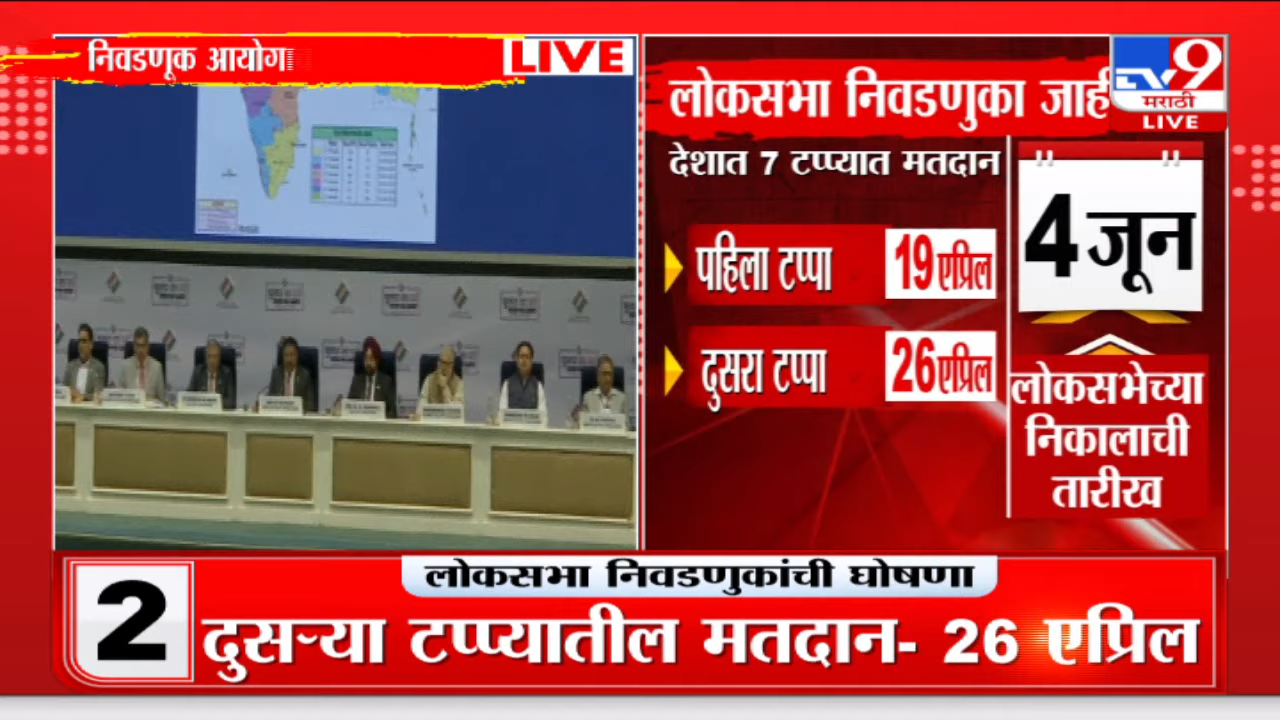 निवडणूक आयोग
LIVE
लोकसभा निवडणुका जाही
TV9
मराठी
LIVE
देशात 7 टप्प्यात मतदान
पहिला टप्पा
19 एप्रिल
दुसरा टप्पा
26 एप्रिल
4 जून
लोकसभेच्या
निकालाची
तारीख
लोकसभा निवडणुकांची घोषणा
2
दुसऱ्या टप्प्यातील मतदान- 26 एप्रिल